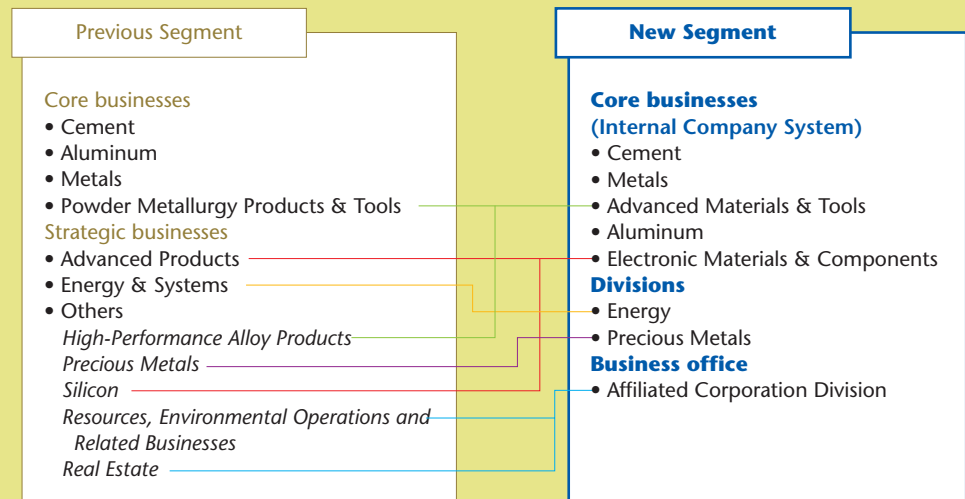 Previous Segment
Core businesses
• Cement
• Aluminum
• Metals
• Powder Metallurgy Products & Tools
Strategic businesses
• Advanced Products
• Energy & Systems
• Others
High-Performance Alloy Products
Precious Metals
Silicon
Resources, Environmental Operations and
Related Businesses
Real Estate
New Segment
Core businesses
(Internal Company System)
• Cement
• Metals
• Advanced Materials & Tools
• Aluminum
• Electronic Materials & Components
Divisions
• Energy
• Precious Metals
Business office
• Affiliated Corporation Division